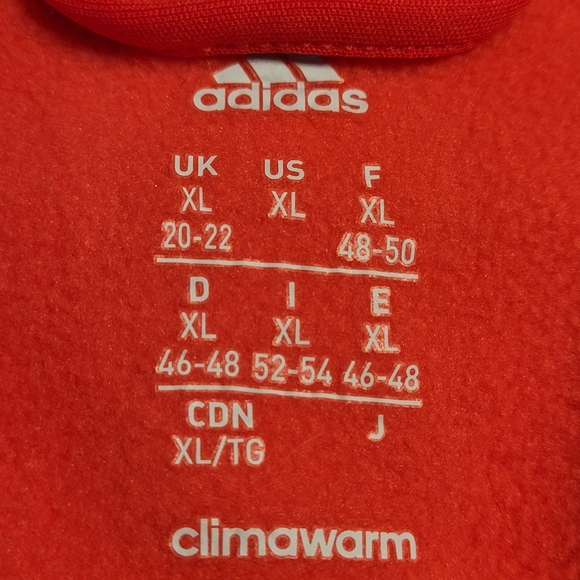 adidas
UK US F
XL XL XL
20-22 48-50
D I E
XL XL XL
46-48 52-54 46-48
CDN J
XL/TG
climawarm